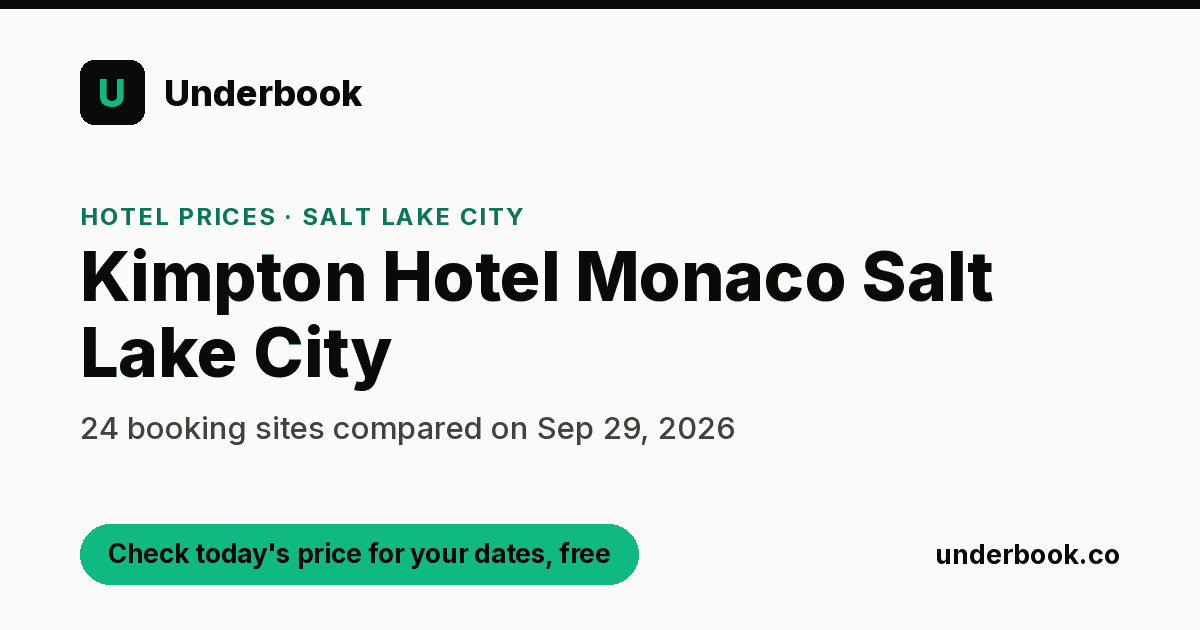 U Underbook
HOTEL PRICES · SALT LAKE CITY
Kimpton Hotel Monaco Salt
Lake City
24 booking sites compared on Sep 29, 2026
Check today's price for your dates, free
underbook.co